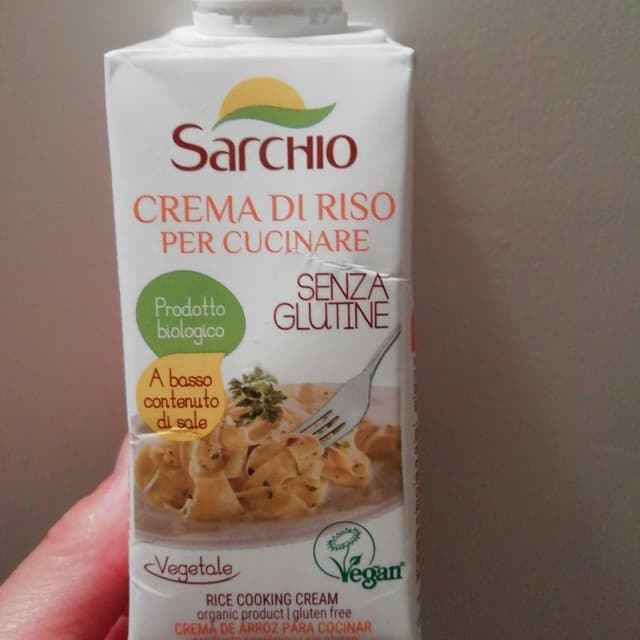 Sarchio
CREMA DI RISO
PER CUCINARE
SENZA
GLUTINE
Prodotto
biologico
A basso
contenuto
di sale
Vegetale
Vegan
RICE COOKING CREAM
organic product | gluten free
CREMA DE ARROZ PARA COCINAR